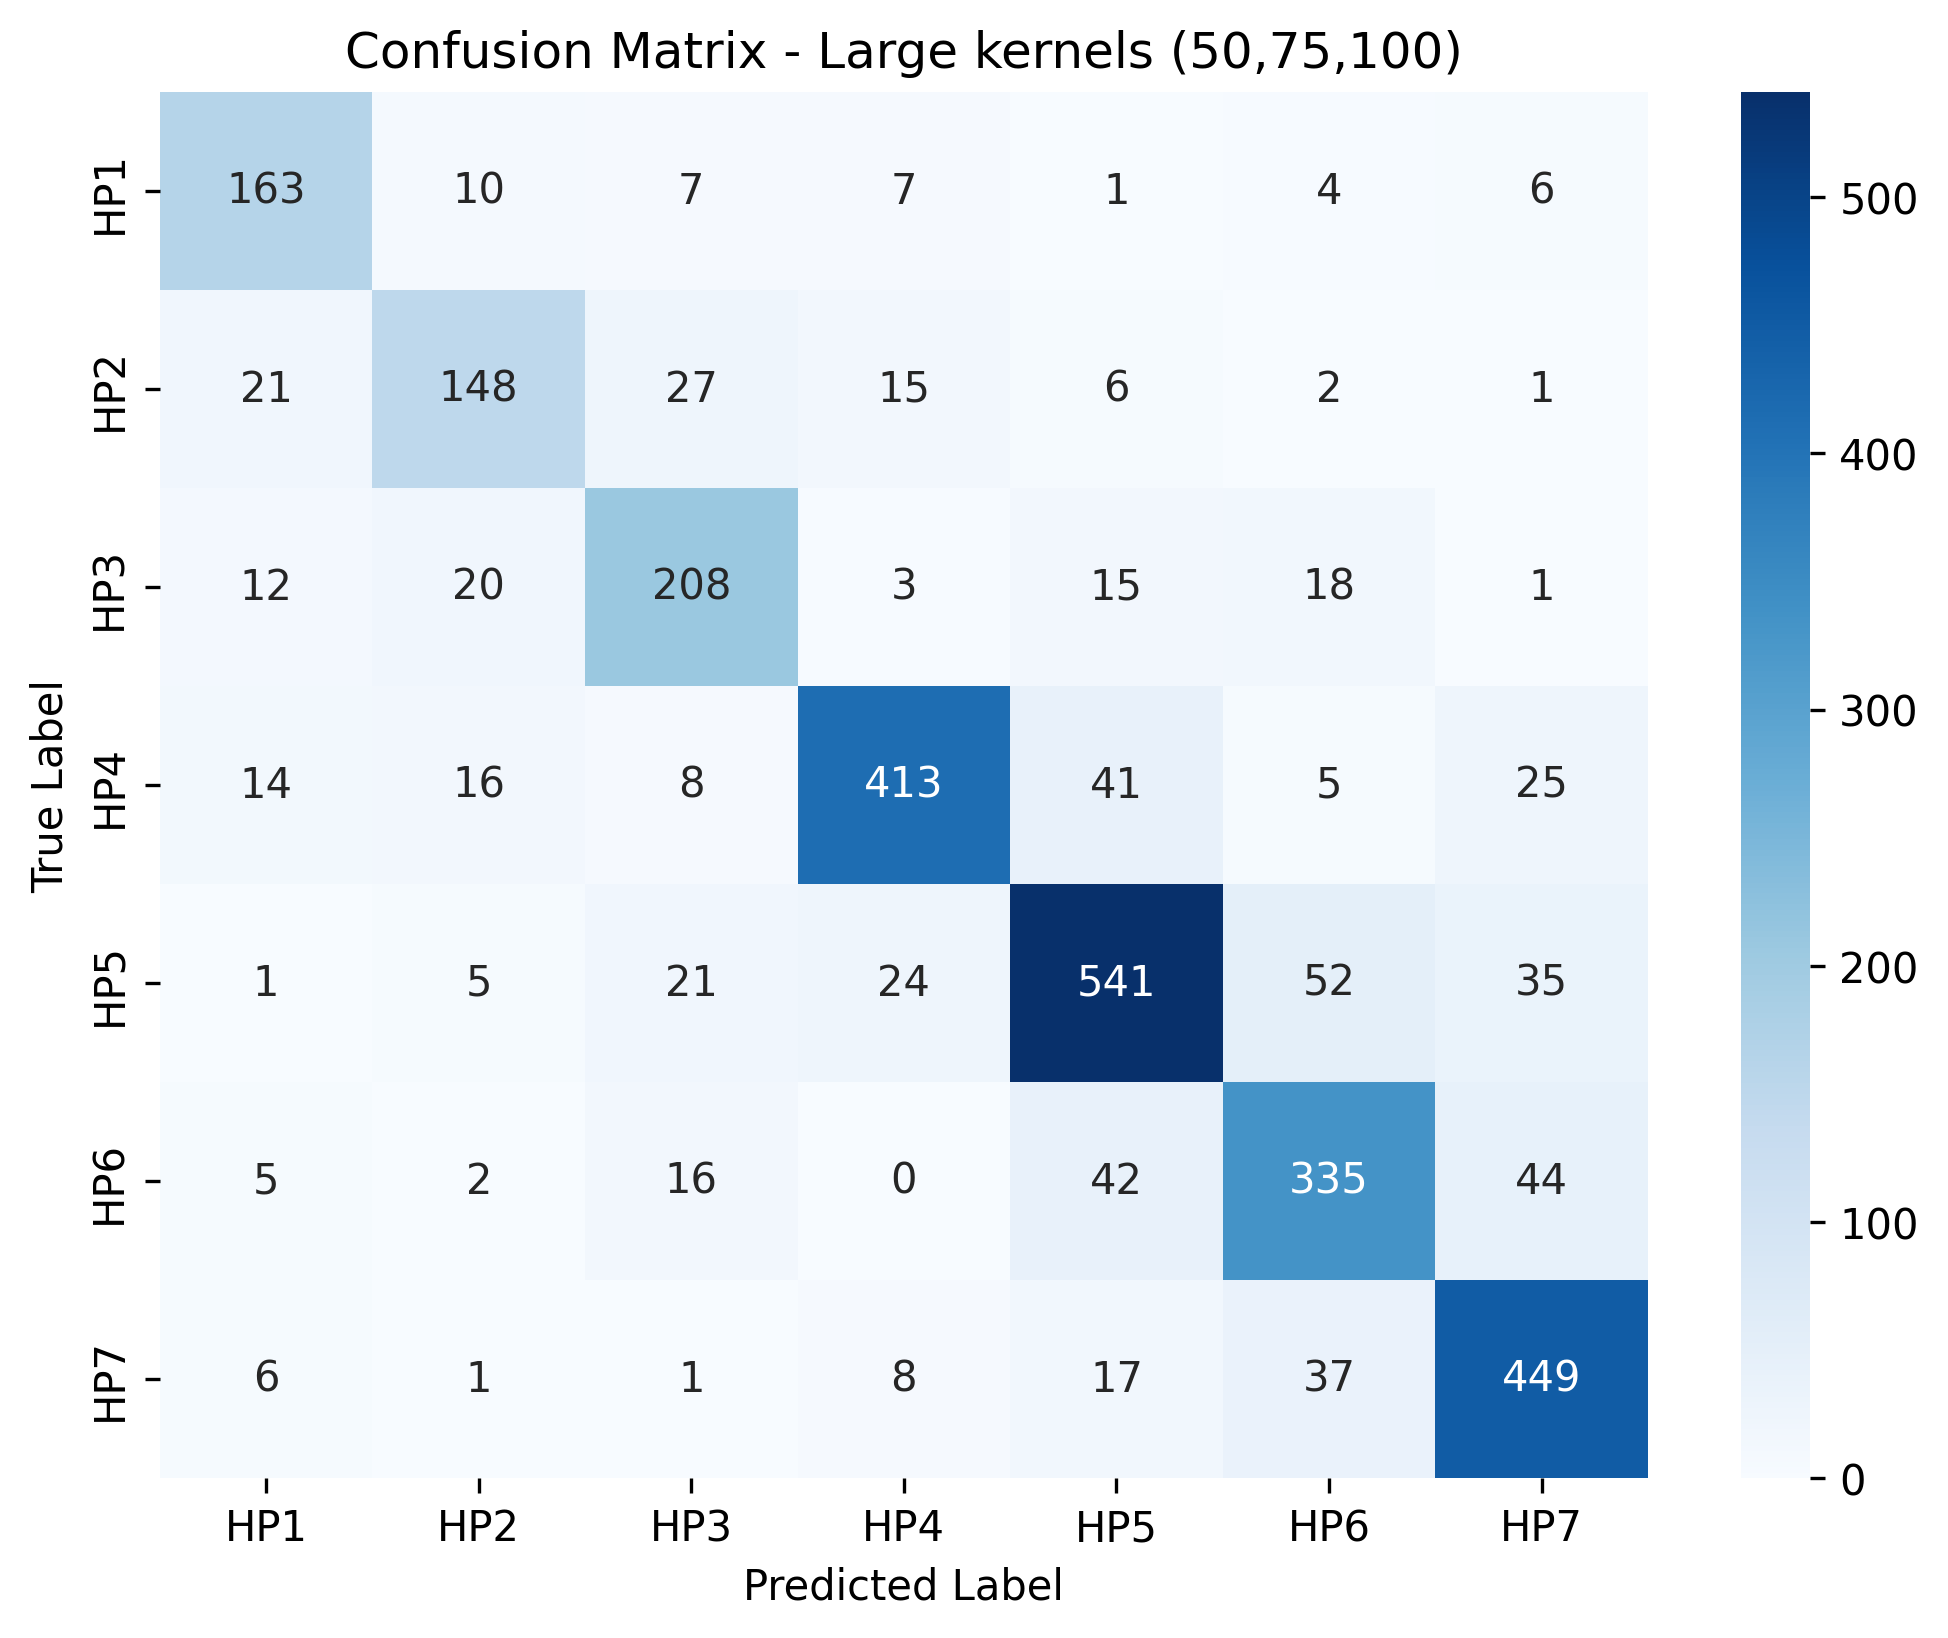 Confusion Matrix - Large kernels (50,75,100)
HP1 163 10 7 7 1 4 6
HP2 21 148 27 15 6 2 1
HP3 12 20 208 3 15 18 1
HP4 14 16 8 413 41 5 25
HP5 1 5 21 24 541 52 35
HP6 5 2 16 0 42 335 44
HP7 6 1 1 8 17 37 449
HP1 HP2 HP3 HP4 HP5 HP6 HP7
Predicted Label
True Label
500
400
300
200
100
0